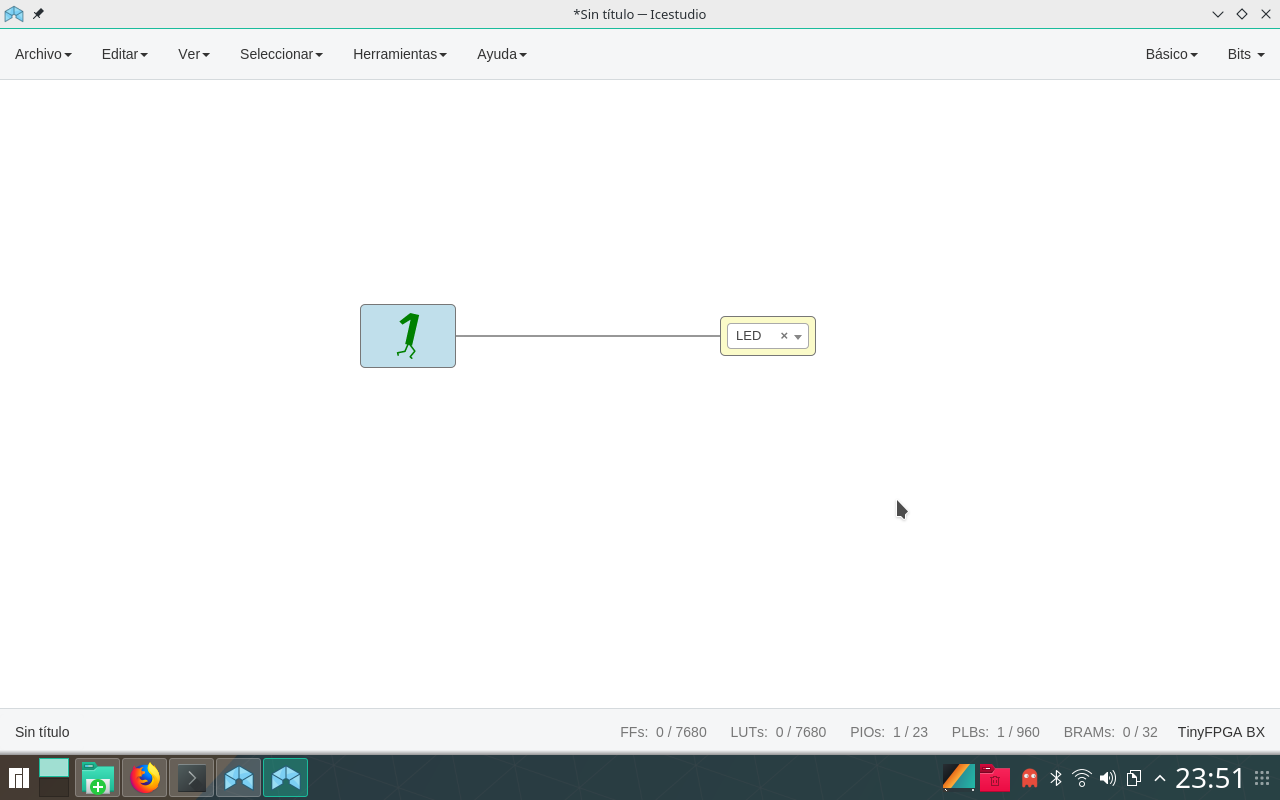 *Sin título — Icestudio
Archivo Editar Ver Seleccionar Herramientas Ayuda Básico Bits
1 LED ×
Sin título FFs: 0 / 7680 LUTs: 0 / 7680 PIOs: 1 / 23 PLBs: 1 / 960 BRAMs: 0 / 32 TinyFPGA BX
23:51